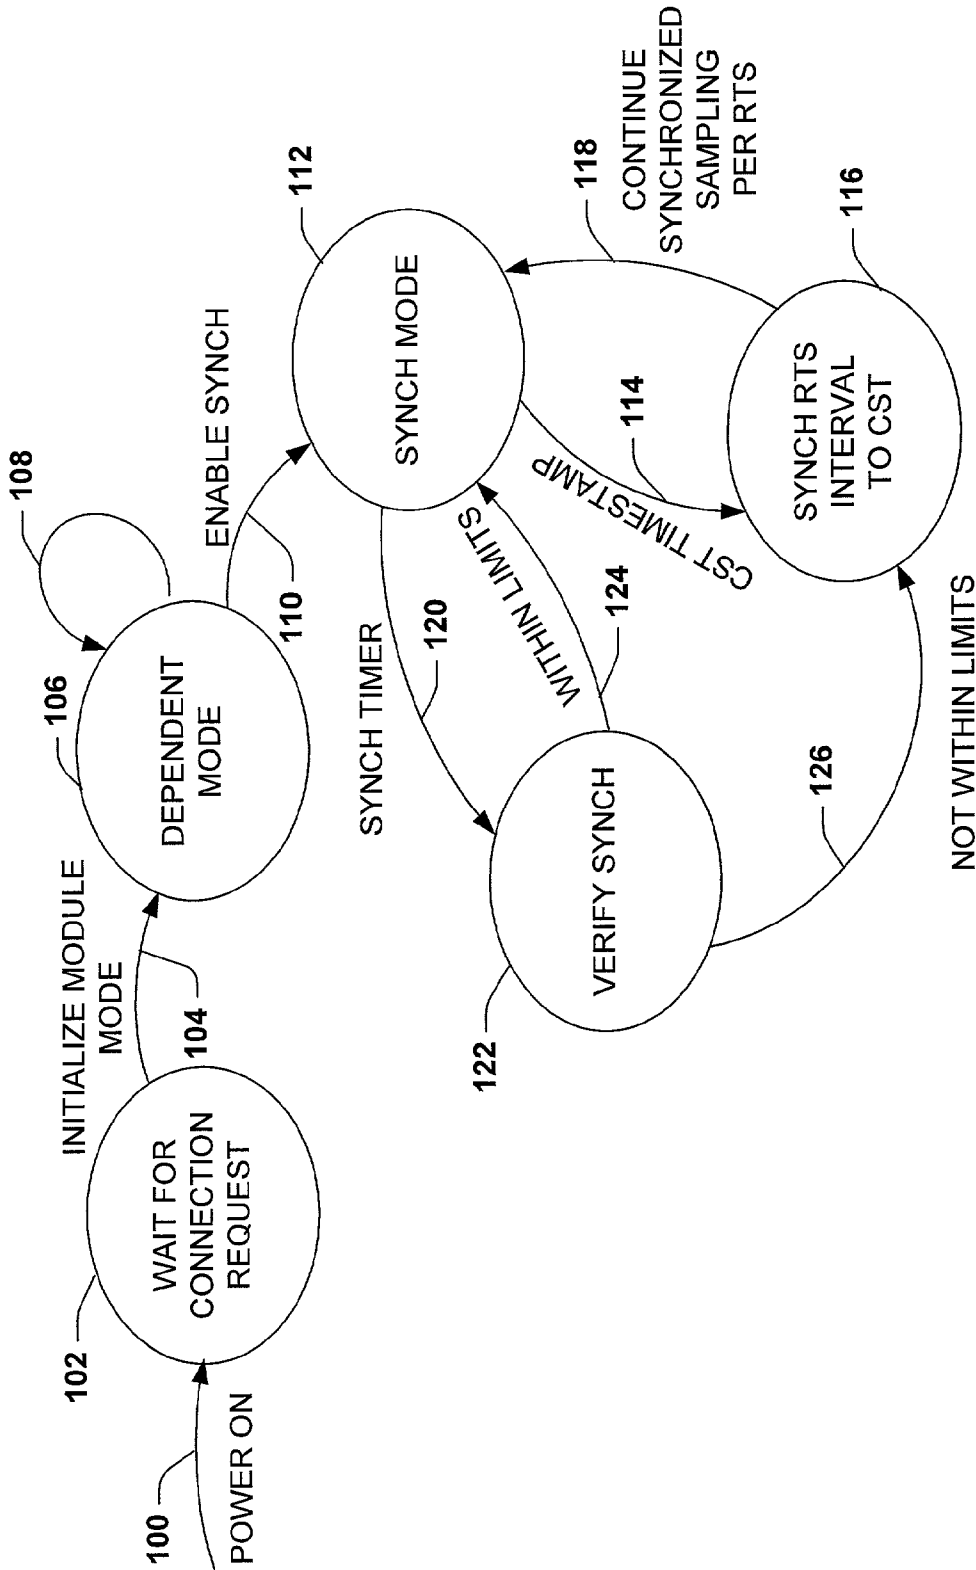 100
POWER ON
102
WAIT FOR
CONNECTION
REQUEST
INITIALIZE MODULE
MODE
104
106
DEPENDENT
MODE
108
ENABLE SYNCH
110
112
SYNCH MODE
SYNCH TIMER
120
122
VERIFY SYNCH
WITHIN LIMITS
124
CST TIMESTAMP
114
118
CONTINUE
SYNCHRONIZED
SAMPLING
PER RTS
116
SYNCH RTS
INTERVAL
TO CST
126
NOT WITHIN LIMITS